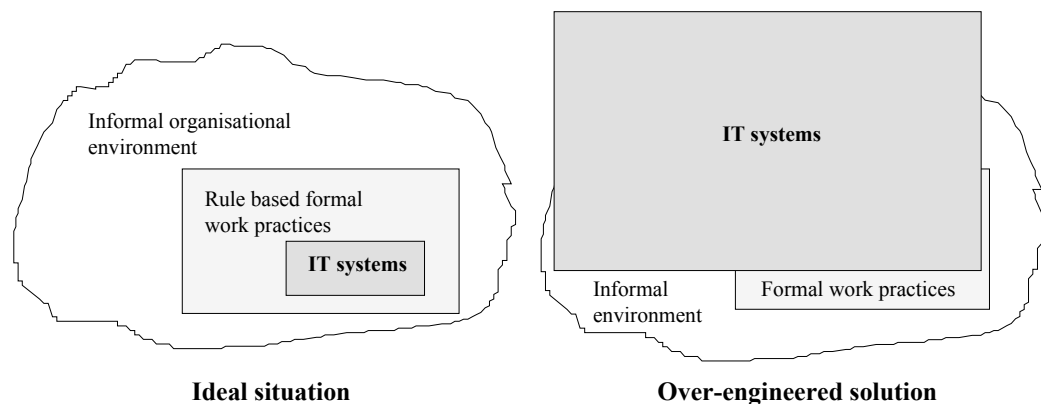 Informal organisational
environment
Rule based formal
work practices
IT systems
Ideal situation
IT systems
Informal
environment
Formal work practices
Over-engineered solution